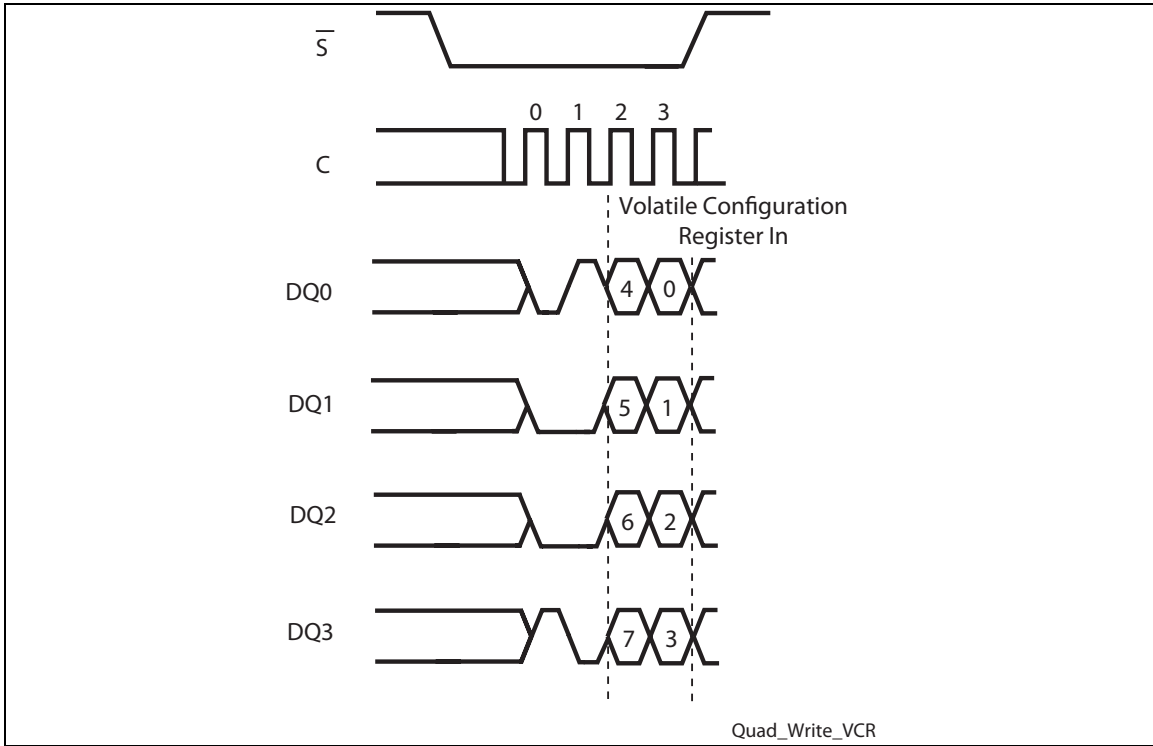 S
0 1 2 3
C
Volatile Configuration
Register In
DQ0 4 0
DQ1 5 1
DQ2 6 2
DQ3 7 3
Quad_Write_VCR